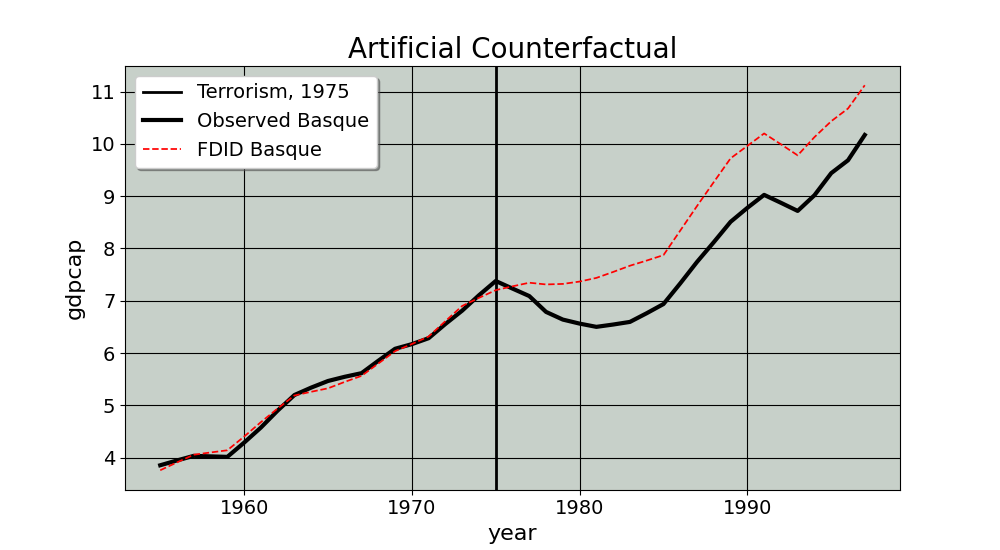 Artificial Counterfactual
Terrorism, 1975
Observed Basque
FDID Basque
11
10
9
8
7
6
5
4
gdpcap
1960 1970 1980 1990
year